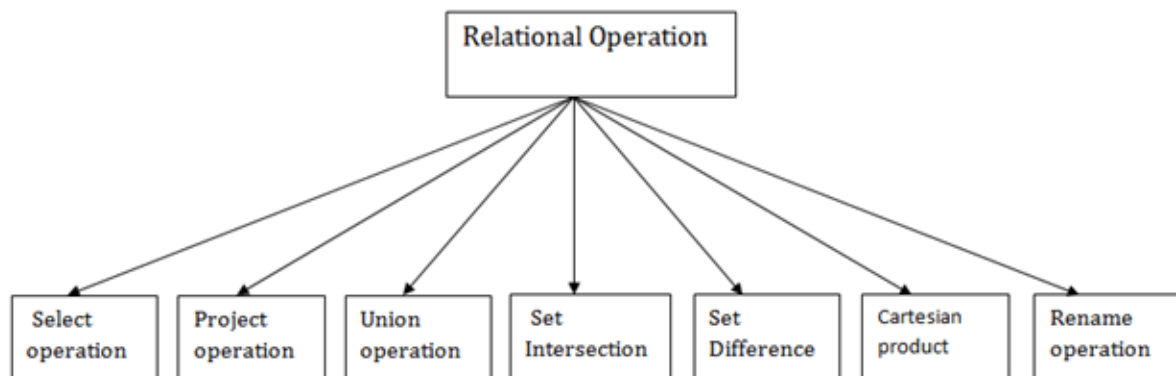 Relational Operation
Select
operation
Project
operation
Union
operation
Set
Intersection
Set
Difference
Cartesian
product
Rename
operation